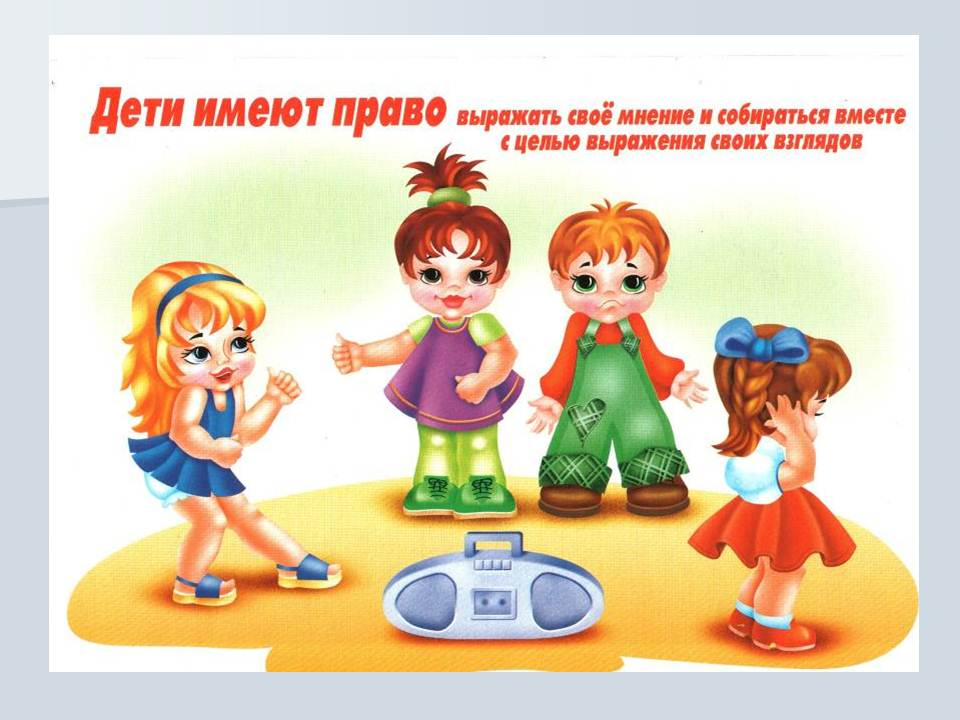 Дети имеют право выражать своё мнение и собираться вместе
с целью выражения своих взглядов